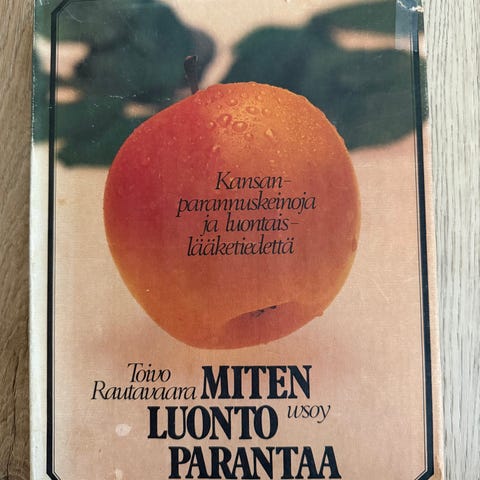 Kansan-
parannuskeinoja
ja luontais-
lääketiedettä
Toivo
Rautavaara MITEN
LUONTO wsoy
PARANTAA